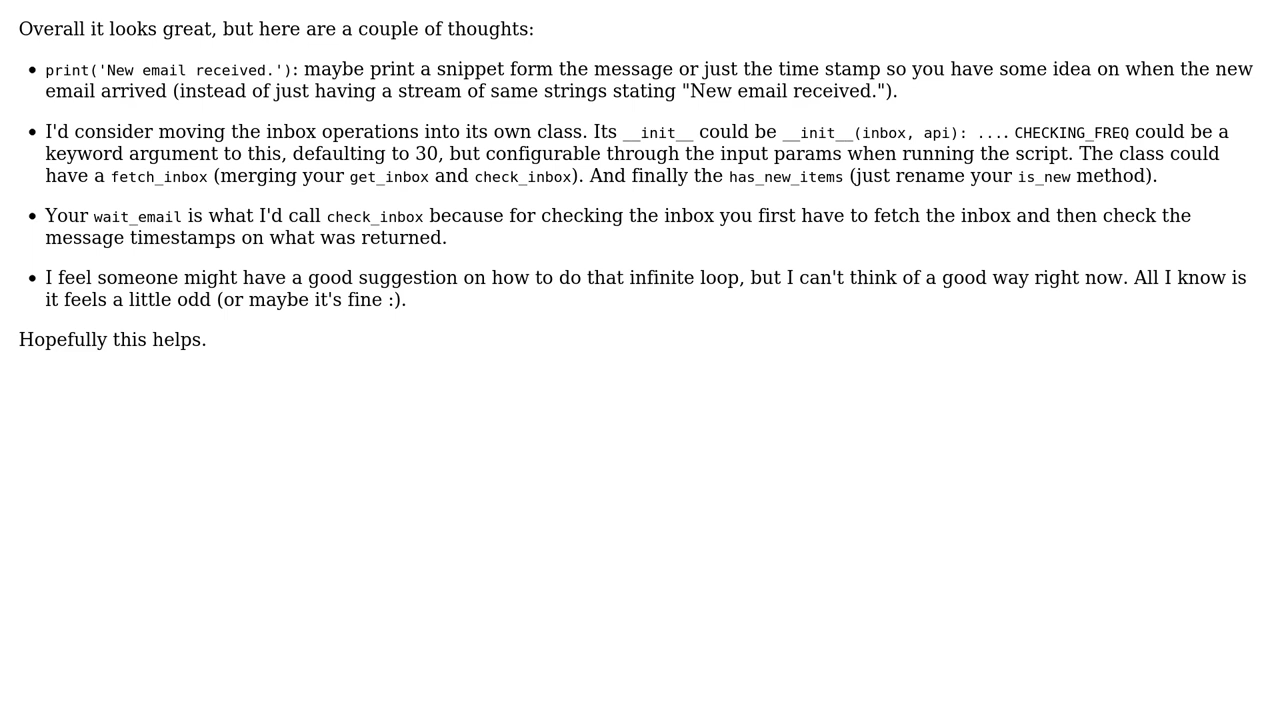 Overall it looks great, but here are a couple of thoughts:
• print('New email received.'): maybe print a snippet form the message or just the time stamp so you have some idea on when the new
email arrived (instead of just having a stream of same strings stating "New email received.").
• I'd consider moving the inbox operations into its own class. Its __init__ could be __init__(inbox, api): .... CHECKING_FREQ could be a
keyword argument to this, defaulting to 30, but configurable through the input params when running the script. The class could
have a fetch_inbox (merging your get_inbox and check_inbox). And finally the has_new_items (just rename your is_new method).
• Your wait_email is what I'd call check_inbox because for checking the inbox you first have to fetch the inbox and then check the
message timestamps on what was returned.
• I feel someone might have a good suggestion on how to do that infinite loop, but I can't think of a good way right now. All I know is
it feels a little odd (or maybe it's fine :).
Hopefully this helps.